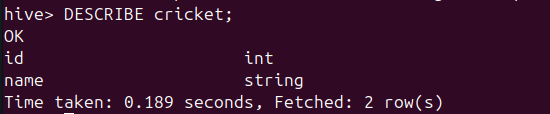 hive> DESCRIBE cricket;
OK
id                      int
name                    string
Time taken: 0.189 seconds, Fetched: 2 row(s)